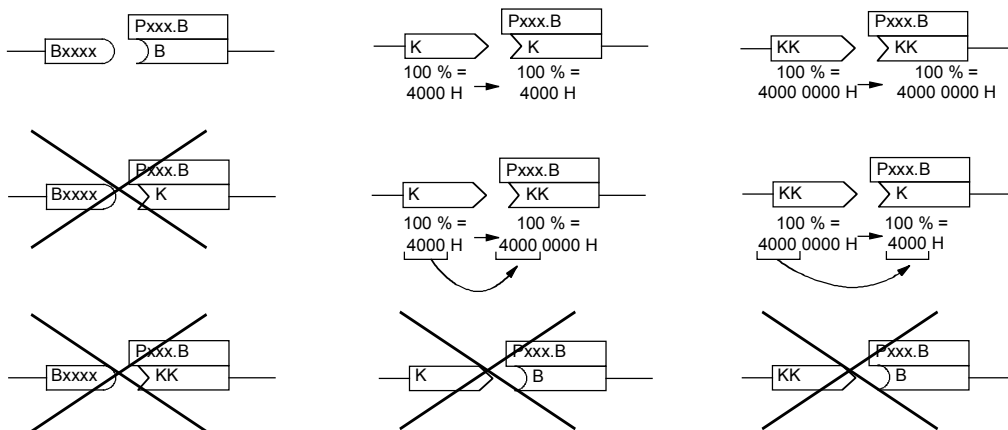 Pxxx.B
Bxxxx B
Pxxx.B
K K
100 % = 100 % =
4000 H 4000 H
Pxxx.B
KK KK
100 % = 100 % =
4000 0000 H 4000 0000 H
Pxxx.B
Bxxxx K
Pxxx.B
K KK
100 % = 100 % =
4000 H 4000 0000 H
Pxxx.B
KK K
100 % = 100 % =
4000 0000 H 4000 H
Pxxx.B
Bxxxx KK
Pxxx.B
K B
Pxxx.B
KK B